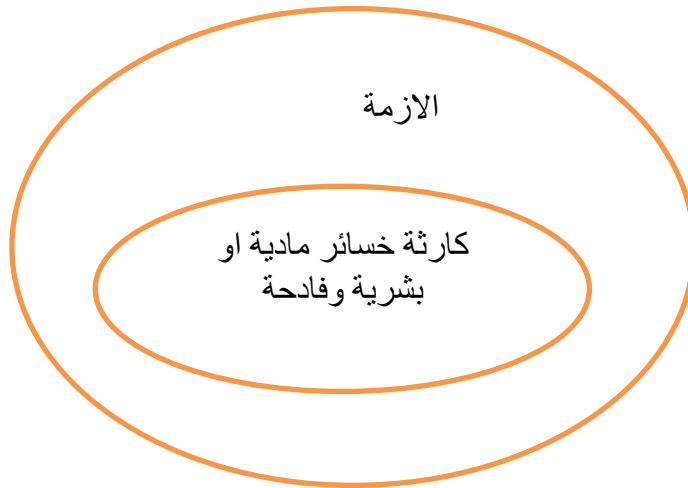 الازمة
كارثة خسائر مادية او
بشرية وفادحة